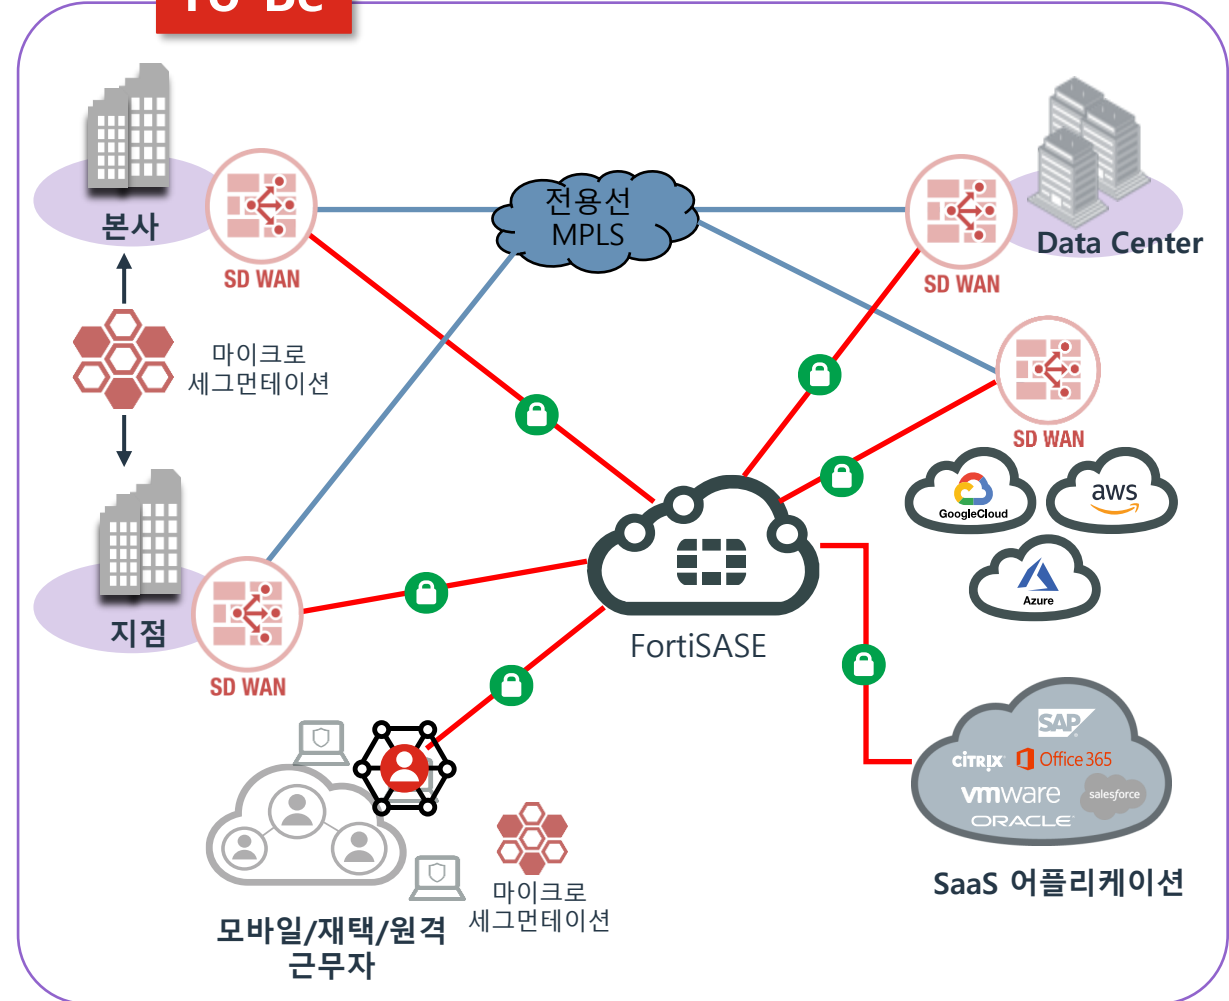 TO-BE
본사
SD WAN
전용선
MPLS
SD WAN
Data Center
마이크로
세그먼테이션
SD WAN
GoogleCloud
aws
Azure
지점
SD WAN
FortiSASE
SAP
CITRIX
Office 365
vmware
salesforce
ORACLE
SaaS 어플리케이션
마이크로
세그먼테이션
모바일/재택/원격
근무자